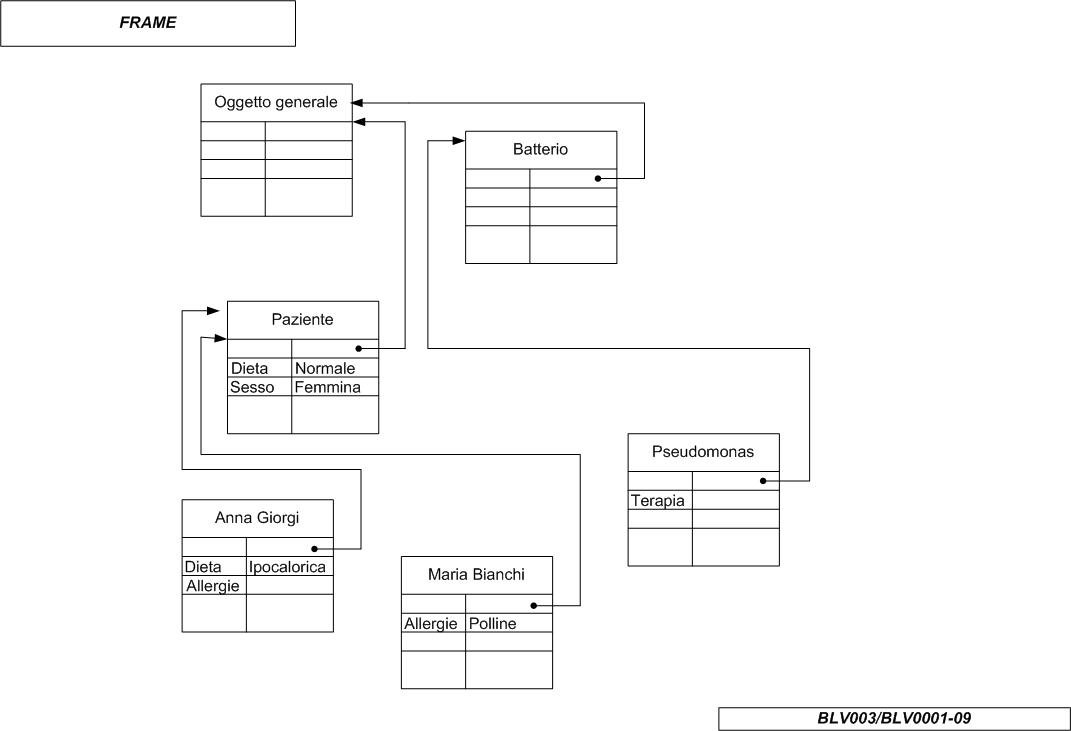 FRAME
Oggetto generale
Batterio
Paziente
Dieta Normale
Sesso Femmina
Pseudomonas
Terapia
Anna Giorgi
Dieta Ipocalorica
Allergie
Maria Bianchi
Allergie Polline
BLV003/BLV0001-09